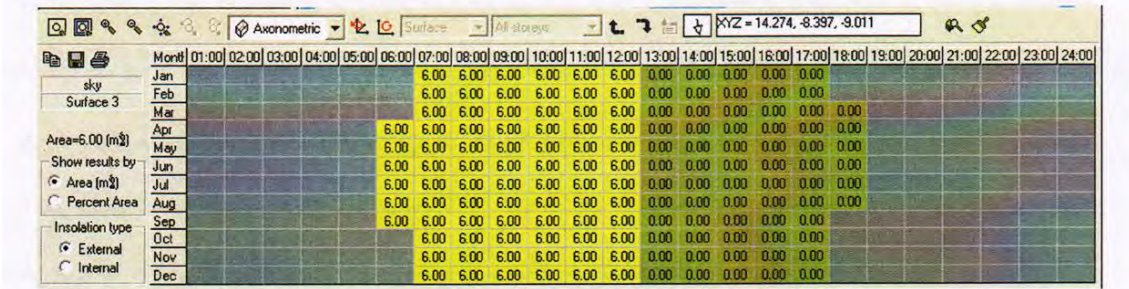 Axonometric Surface All storeys XYZ = 14.274, -8.397, -9.011
Month 01:00 02:00 03:00 04:00 05:00 06:00 07:00 08:00 09:00 10:00 11:00 12:00 13:00 14:00 15:00 16:00 17:00 18:00 19:00 20:00 21:00 22:00 23:00 24:00
sky
Surface 3
Area=6.00 (m2)
Show results by
Area (m2)
Percent Area
Insolation type
External
Internal
Jan 6.00 6.00 6.00 6.00 6.00 6.00 0.00 0.00 0.00 0.00 0.00
Feb 6.00 6.00 6.00 6.00 6.00 6.00 0.00 0.00 0.00 0.00 0.00
Mar 6.00 6.00 6.00 6.00 6.00 6.00 0.00 0.00 0.00 0.00 0.00 0.00
Apr 6.00 6.00 6.00 6.00 6.00 6.00 6.00 0.00 0.00 0.00 0.00 0.00 0.00
May 6.00 6.00 6.00 6.00 6.00 6.00 6.00 0.00 0.00 0.00 0.00 0.00 0.00
Jun 6.00 6.00 6.00 6.00 6.00 6.00 6.00 0.00 0.00 0.00 0.00 0.00 0.00
Jul 6.00 6.00 6.00 6.00 6.00 6.00 6.00 0.00 0.00 0.00 0.00 0.00 0.00
Aug 6.00 6.00 6.00 6.00 6.00 6.00 6.00 0.00 0.00 0.00 0.00 0.00 0.00
Sep 6.00 6.00 6.00 6.00 6.00 6.00 6.00 0.00 0.00 0.00 0.00 0.00
Oct 6.00 6.00 6.00 6.00 6.00 6.00 0.00 0.00 0.00 0.00 0.00
Nov 6.00 6.00 6.00 6.00 6.00 6.00 0.00 0.00 0.00 0.00 0.00
Dec 6.00 6.00 6.00 6.00 6.00 6.00 0.00 0.00 0.00 0.00 0.00